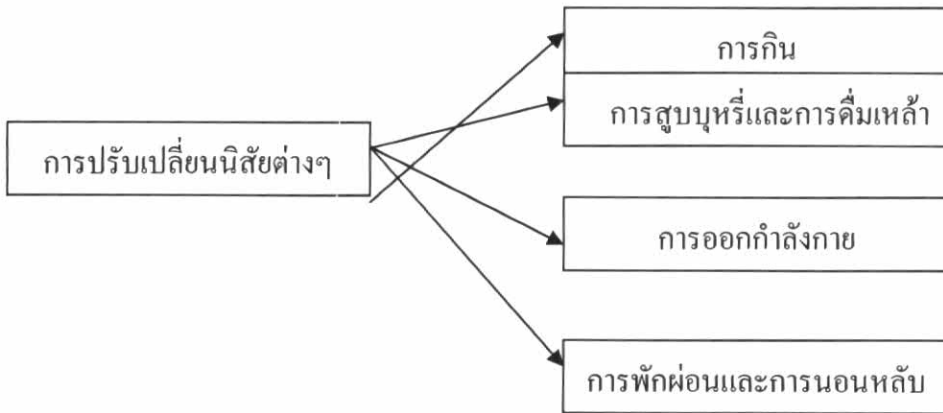 การกิน
การสูบบุหรี่และการดื่มเหล้า
การปรับเปลี่ยนนิสัยต่างๆ
การออกกำลังกาย
การพักผ่อนและการนอนหลับ